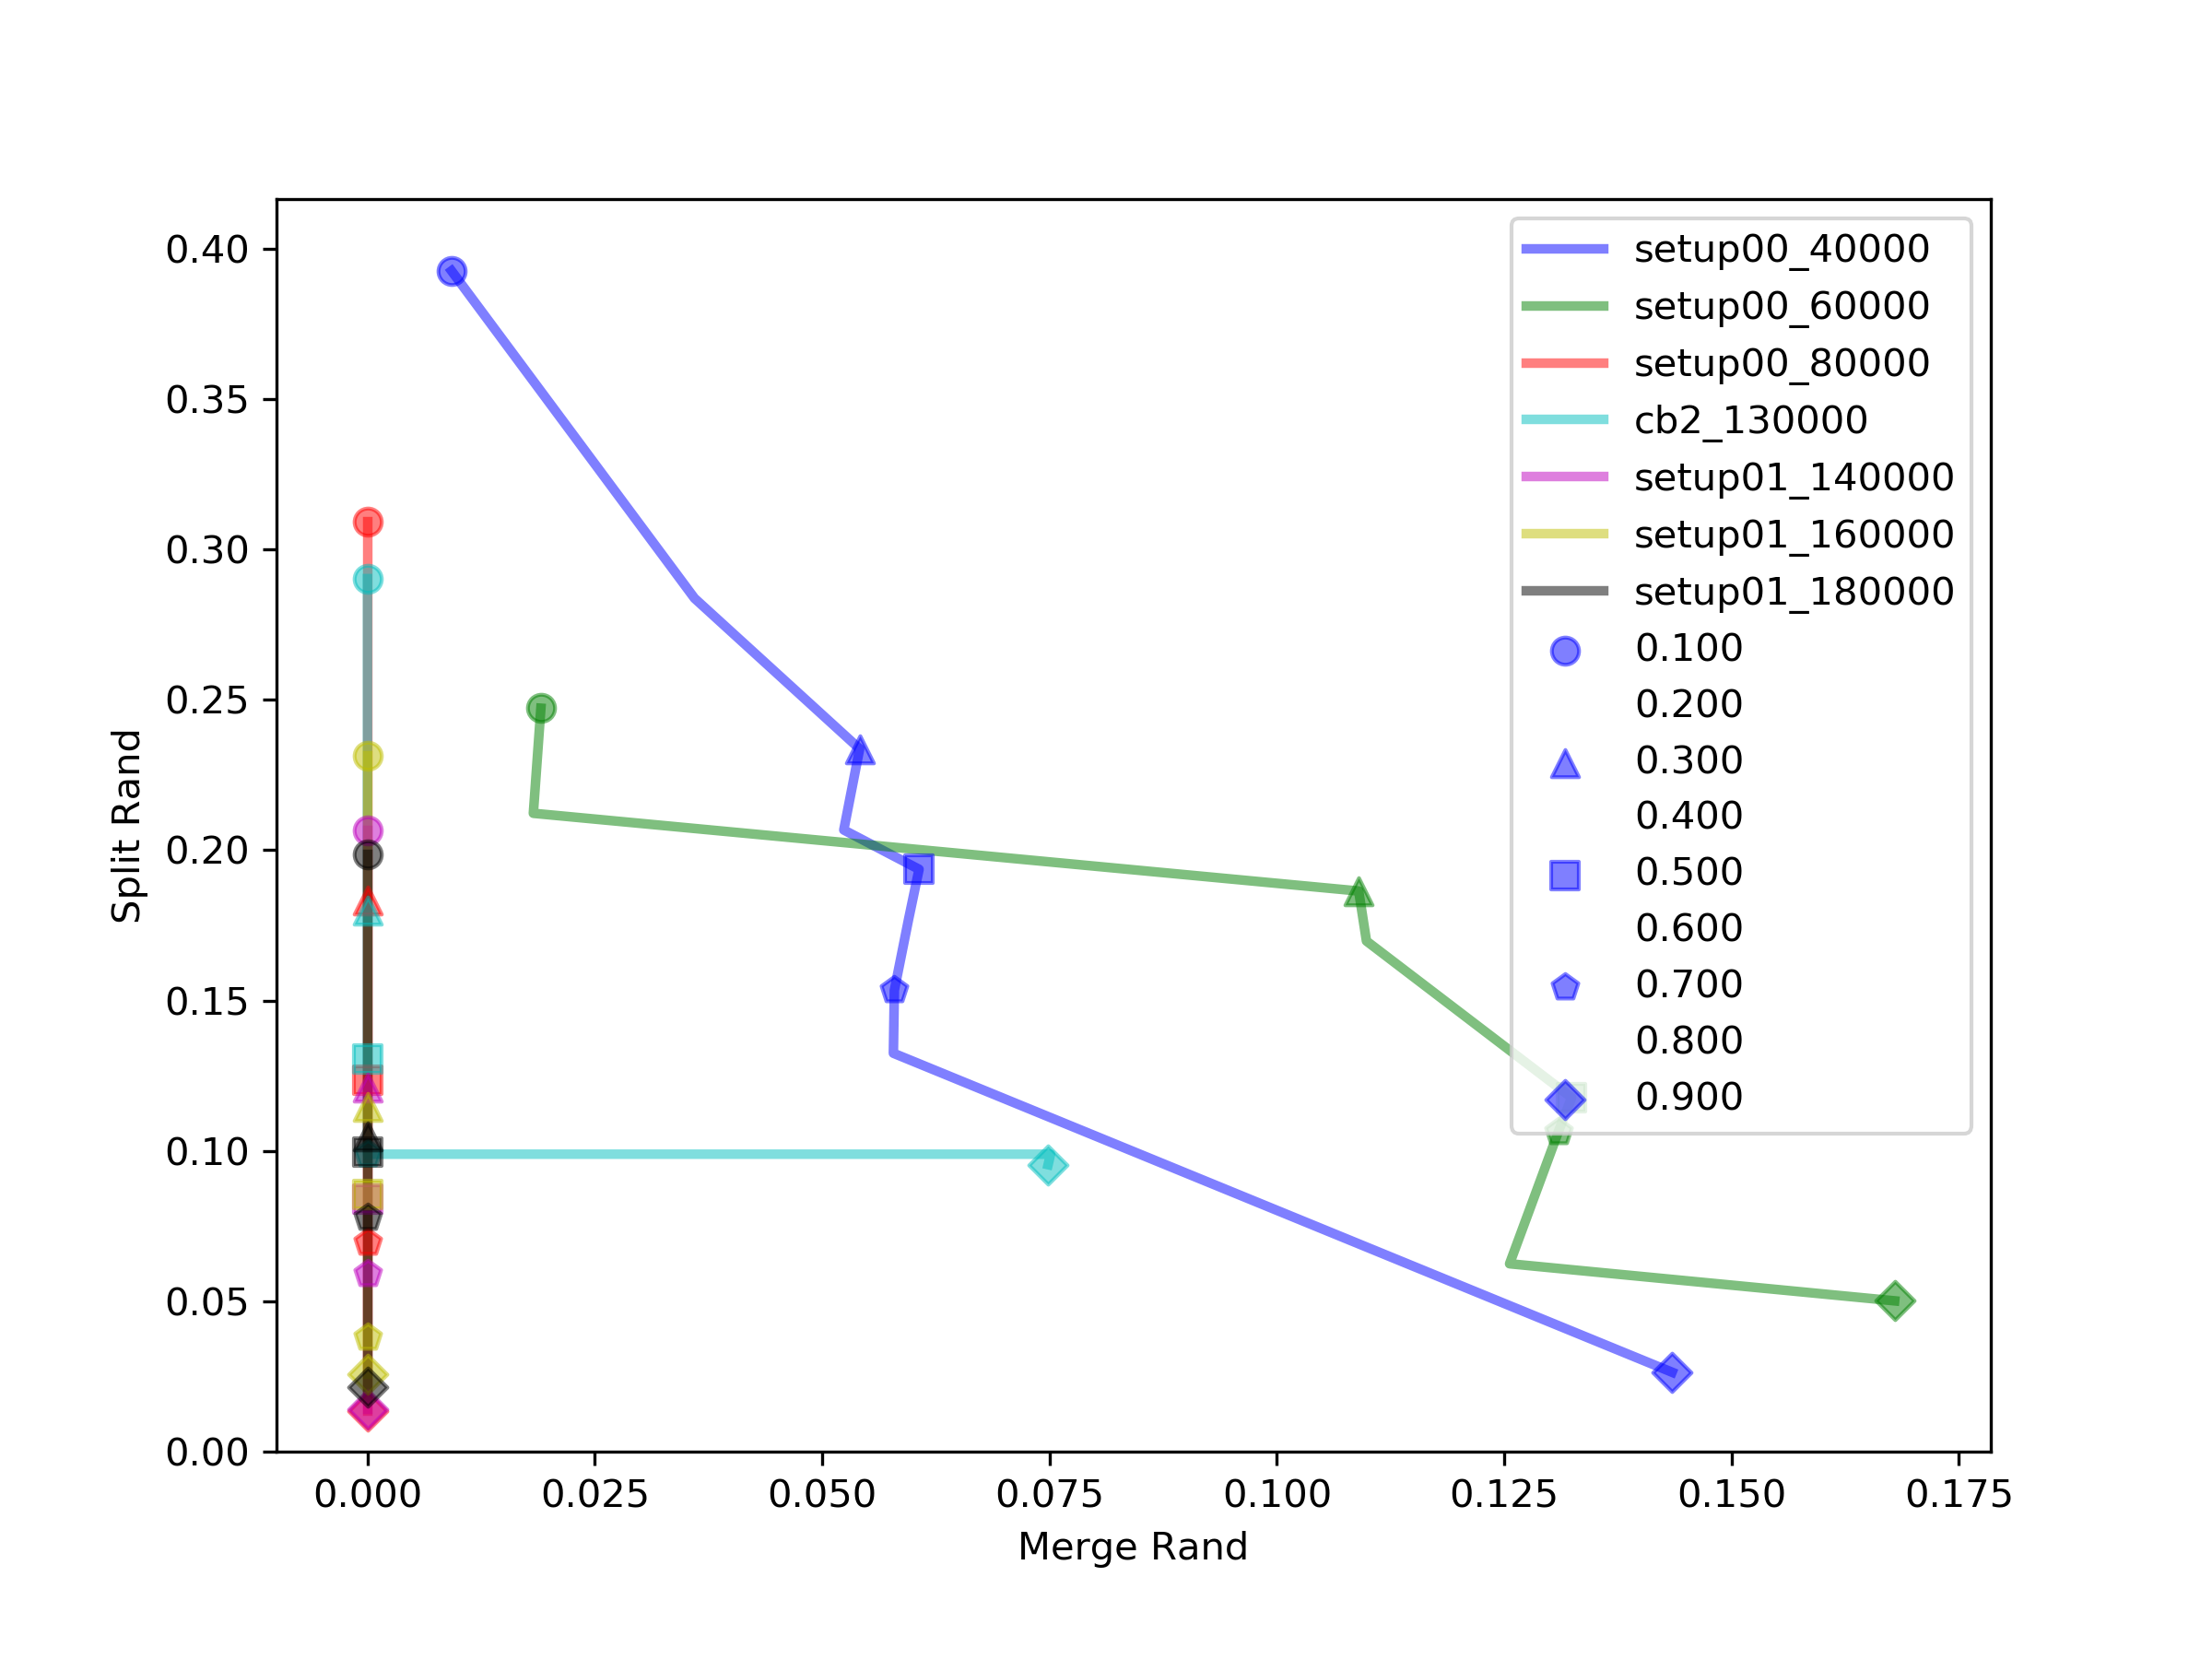 0.40
0.35
0.30
0.25
0.20
0.15
0.10
0.05
0.00
Split Rand
0.000 0.025 0.050 0.075 0.100 0.125 0.150 0.175
Merge Rand
setup00_40000
setup00_60000
setup00_80000
cb2_130000
setup01_140000
setup01_160000
setup01_180000
0.100
0.200
0.300
0.400
0.500
0.600
0.700
0.800
0.900